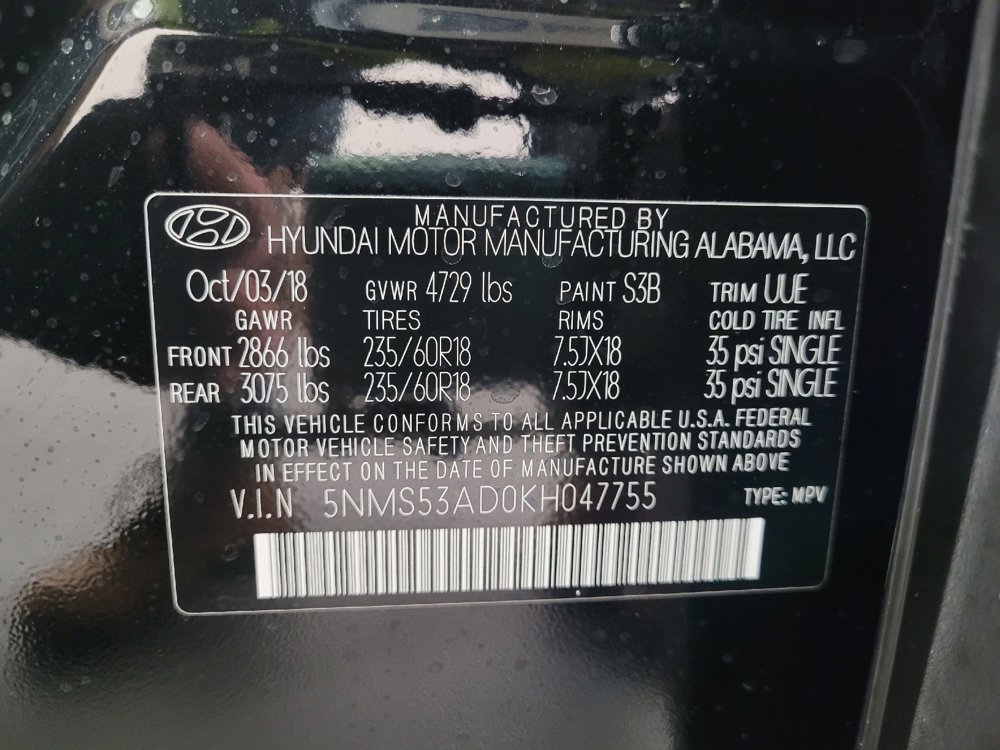 MANUFACTURED BY
HYUNDAI MOTOR MANUFACTURING ALABAMA, LLC
Oct/03/18 GVWR 4729 lbs PAINT S3B TRIM UUE
GAWR TIRES RIMS COLD TIRE INFL
FRONT 2866 lbs 235/60R18 7.5JX18 35 psi SINGLE
REAR 3075 lbs 235/60R18 7.5JX18 35 psi SINGLE
THIS VEHICLE CONFORMS TO ALL APPLICABLE U.S.A. FEDERAL
MOTOR VEHICLE SAFETY AND THEFT PREVENTION STANDARDS
IN EFFECT ON THE DATE OF MANUFACTURE SHOWN ABOVE
V.I.N 5NMS53AD0KH047755 TYPE: MPV